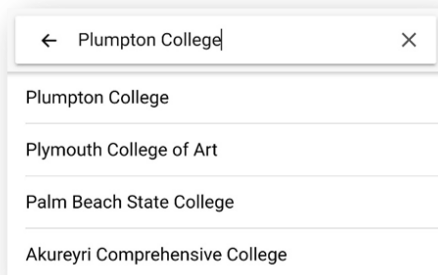 Plumpton College
Plumpton College
Plymouth College of Art
Palm Beach State College
Akureyri Comprehensive College